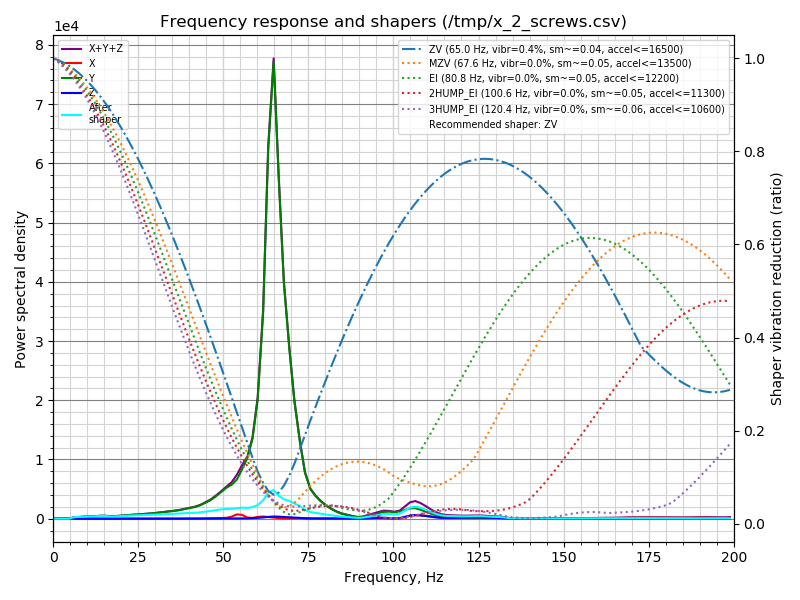 Frequency response and shapers (/tmp/x_2_screws.csv)
1e4
X+Y+Z
X
Y
Z
After
shaper
ZV (65.0 Hz, vibr=0.4%, sm~=0.04, accel<=16500)
MZV (67.6 Hz, vibr=0.0%, sm~=0.05, accel<=13500)
EI (80.8 Hz, vibr=0.0%, sm~=0.05, accel<=12200)
2HUMP_EI (100.6 Hz, vibr=0.0%, sm~=0.05, accel<=11300)
3HUMP_EI (120.4 Hz, vibr=0.0%, sm~=0.06, accel<=10600)
Recommended shaper: ZV
Power spectral density
8
7
6
5
4
3
2
1
0
1.0
0.8
0.6
0.4
0.2
0.0
Shaper vibration reduction (ratio)
0 25 50 75 100 125 150 175 200
Frequency, Hz